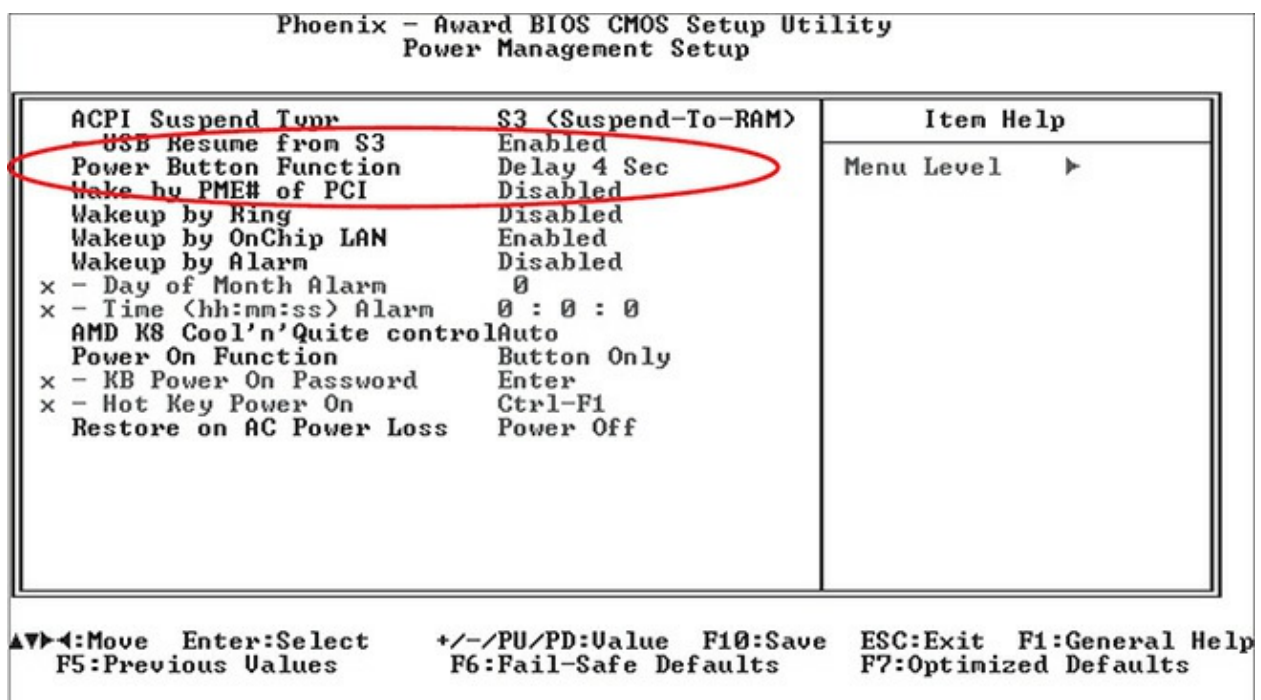 Phoenix - Award BIOS CMOS Setup Utility
Power Management Setup
ACPI Suspend Typr S3 (Suspend-To-RAM)
- USB Resume from S3 Enabled
Power Button Function Delay 4 Sec
Wake by PME# of PCI Disabled
Wakeup by Ring Disabled
Wakeup by OnChip LAN Enabled
Wakeup by Alarm Disabled
x - Day of Month Alarm 0
x - Time (hh:mm:ss) Alarm 0 : 0 : 0
AMD K8 Cool'n'Quite control Auto
Power On Function Button Only
x - KB Power On Password Enter
x - Hot Key Power On Ctrl-F1
Restore on AC Power Loss Power Off
Item Help
Menu Level ►
▲▼►◄:Move Enter:Select +/-/PU/PD:Value F10:Save ESC:Exit F1:General Help
F5:Previous Values F6:Fail-Safe Defaults F7:Optimized Defaults